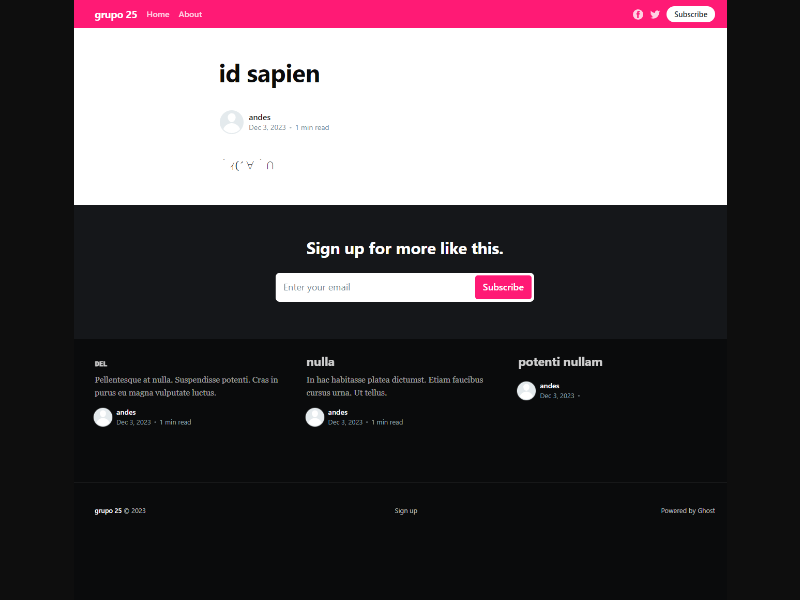 grupo 25 Home About Subscribe
id sapien
andes
Dec 3, 2023 • 1 min read
Sign up for more like this.
Enter your email Subscribe
DEL
Pellentesque at nulla. Suspendisse potenti. Cras in
purus eu magna vulputate luctus.
andes
Dec 3, 2023 • 1 min read
nulla
In hac habitasse platea dictumst. Etiam faucibus
cursus urna. Ut tellus.
andes
Dec 3, 2023 • 1 min read
potenti nullam
andes
Dec 3, 2023 •
grupo 25 © 2023 Sign up Powered by Ghost